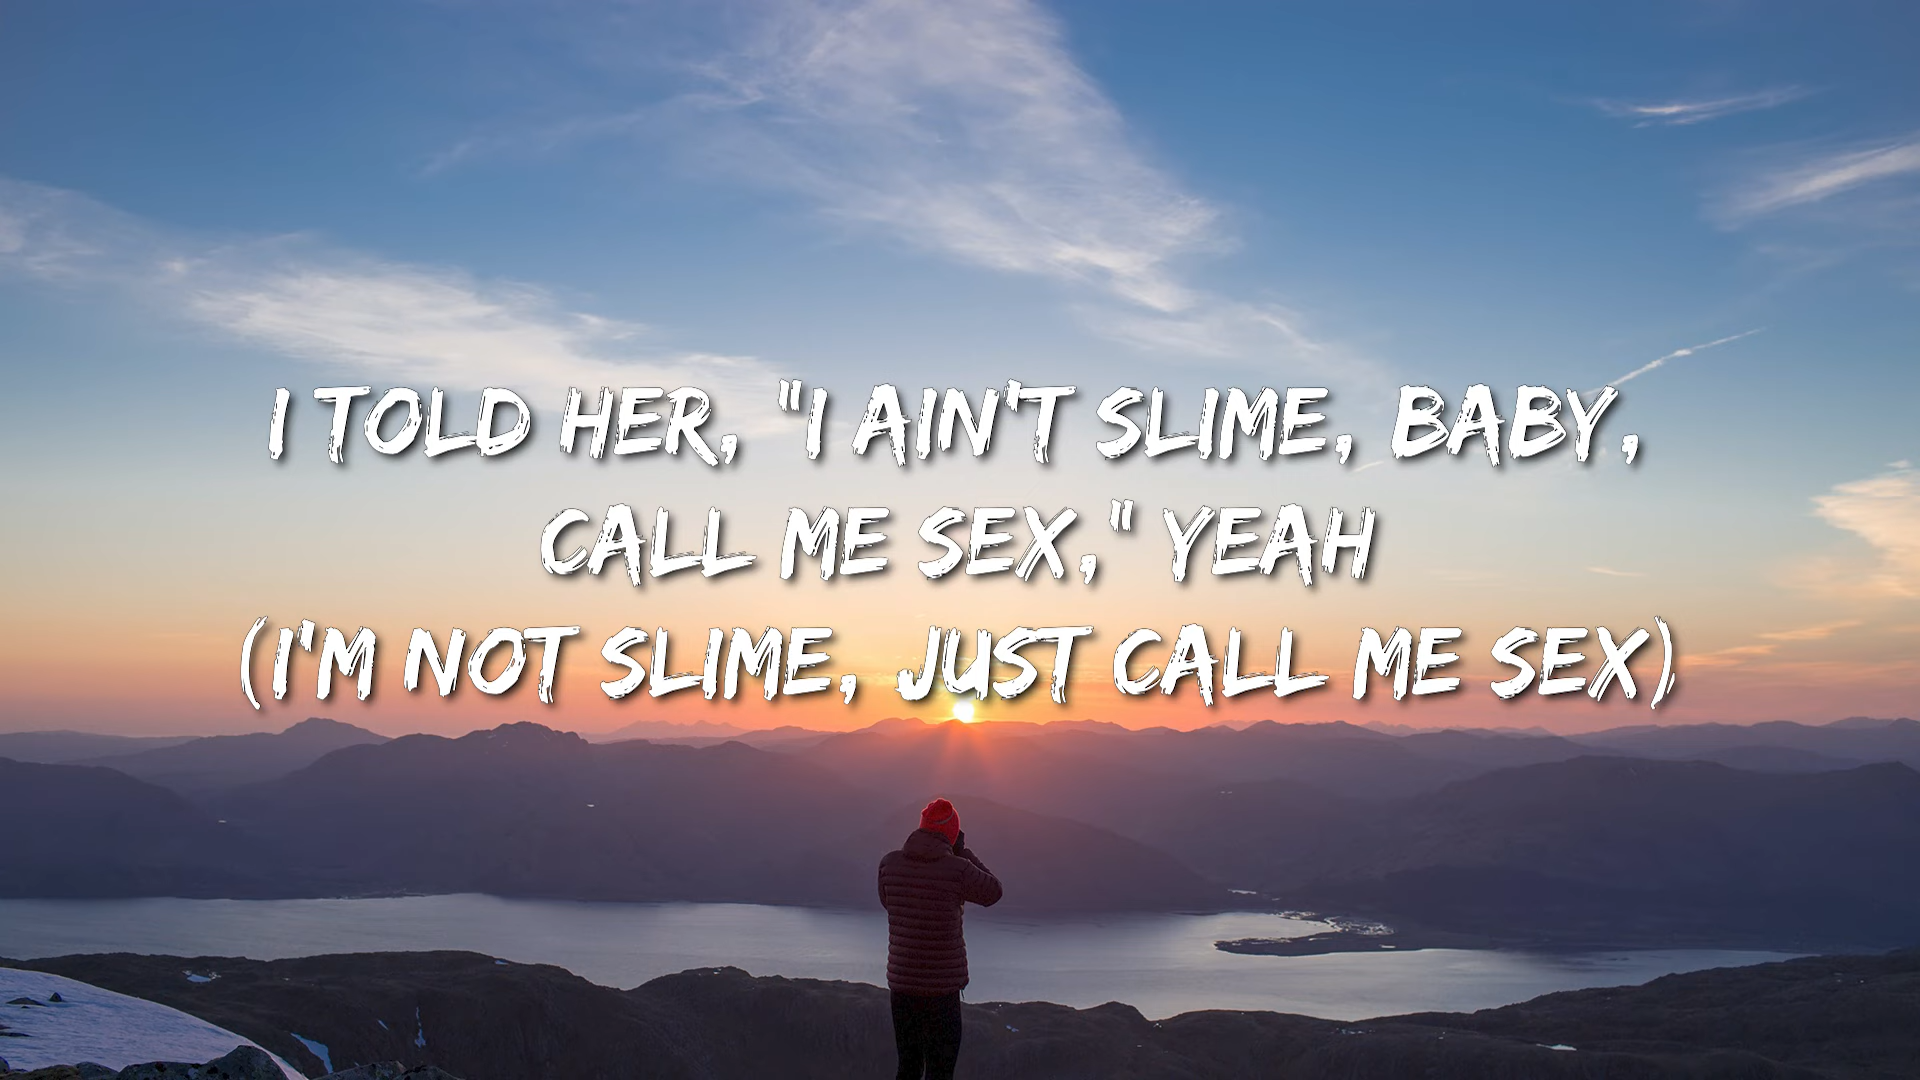 I TOLD HER, "I AIN'T SLIME, BABY,
CALL ME SEX," YEAH
(I'M NOT SLIME, JUST CALL ME SEX)